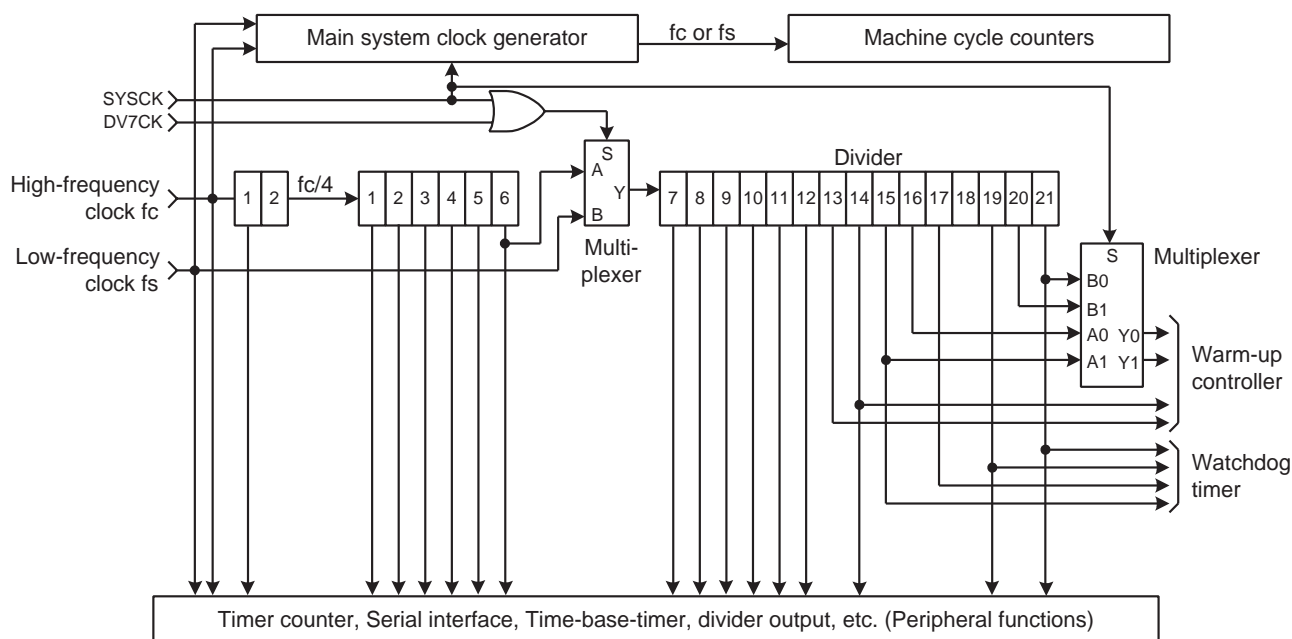 Main system clock generator
fc or fs
Machine cycle counters
SYSCK
DV7CK
High-frequency
clock fc
Low-frequency
clock fs
1 2
fc/4
1 2 3 4 5 6
S
A
Y
B
Multi-
plexer
Divider
7 8 9 10 11 12 13 14 15 16 17 18 19 20 21
S
B0
B1
A0 Y0
A1 Y1
Multiplexer
Warm-up
controller
Watchdog
timer
Timer counter, Serial interface, Time-base-timer, divider output, etc. (Peripheral functions)